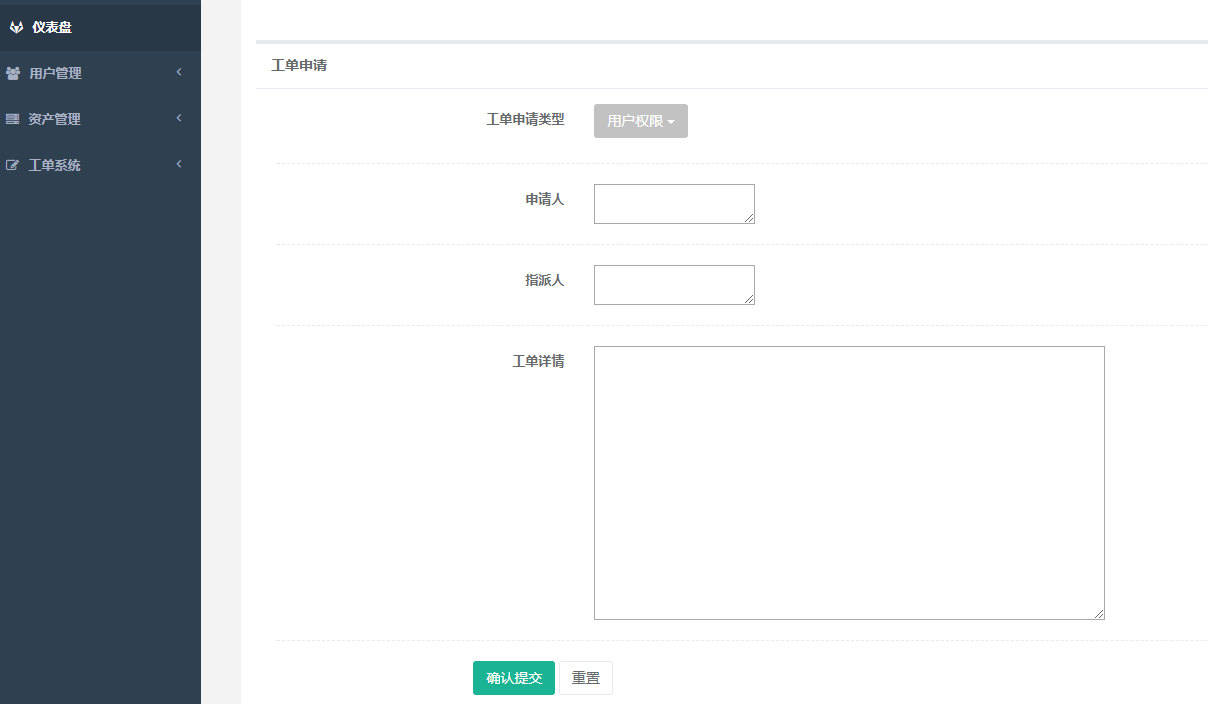 仪表盘
用户管理
资产管理
工单系统
工单申请
工单申请类型
用户权限
申请人
指派人
工单详情
确认提交
重置